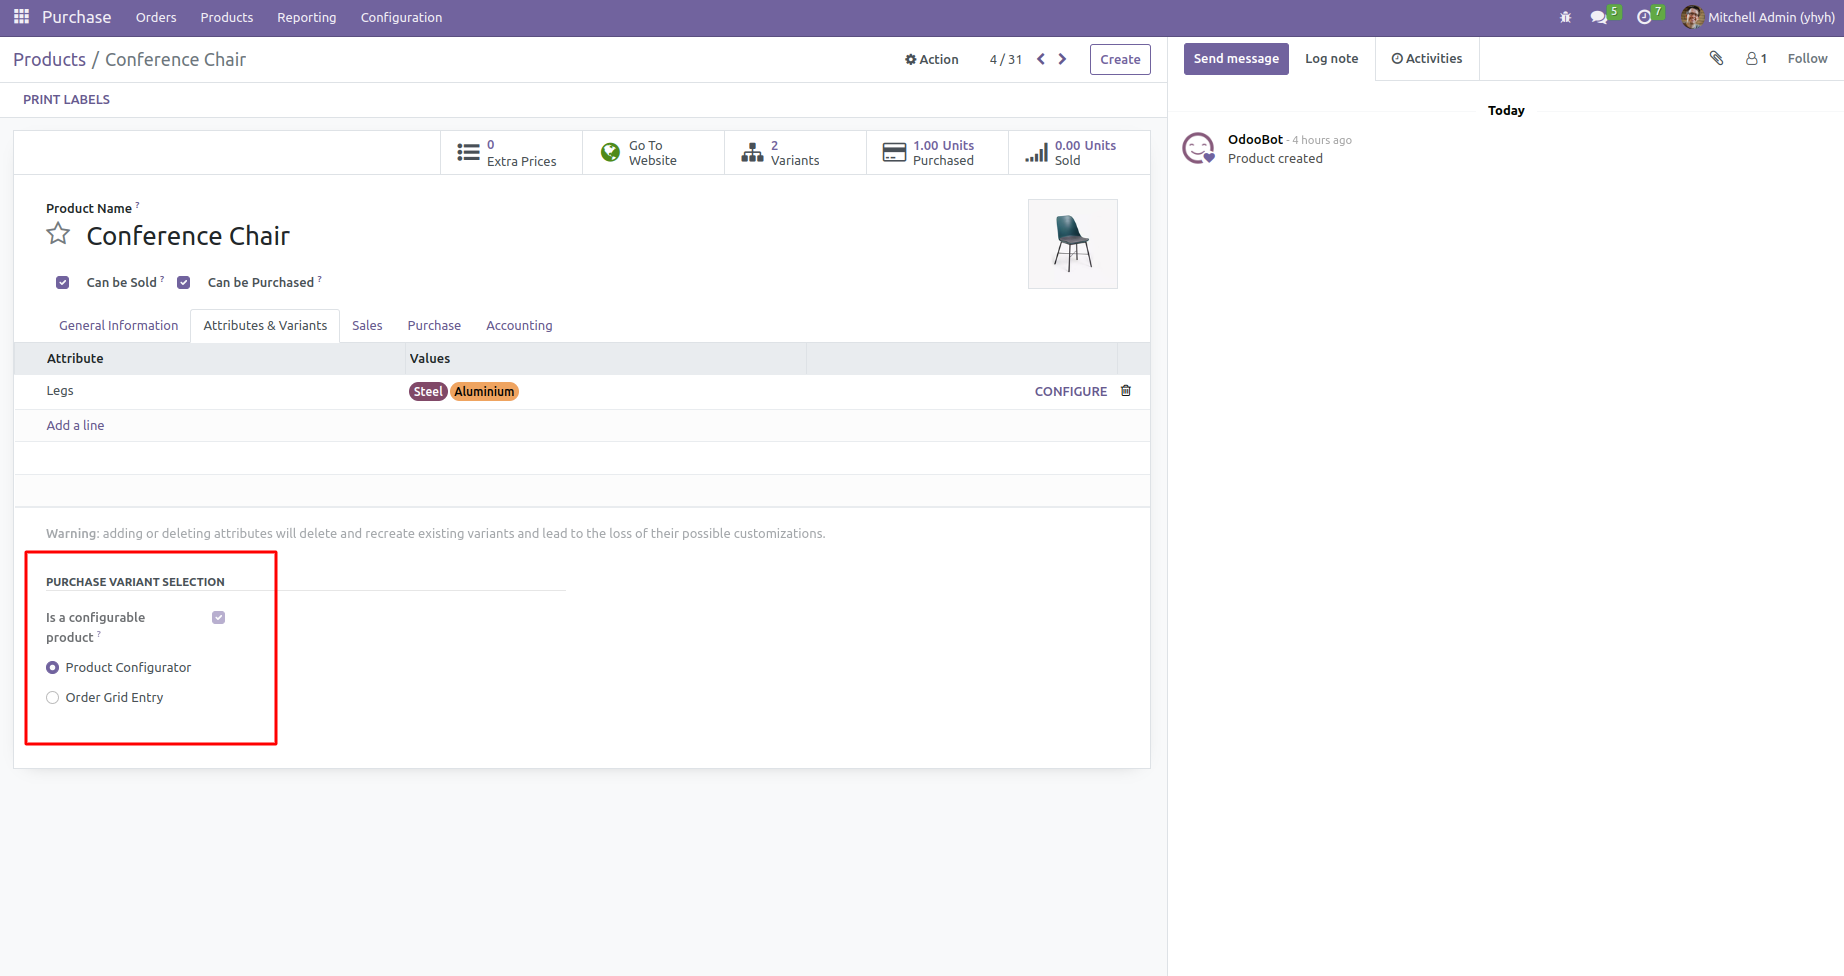 Purchase Orders Products Reporting Configuration 5 7 Mitchell Admin (yhyh)
Products / Conference Chair Action 4 / 31 Create
PRINT LABELS
0
Extra Prices
Go To
Website
2
Variants
1.00 Units
Purchased
0.00 Units
Sold
Product Name ?
Conference Chair
Can be Sold ? Can be Purchased ?
General Information Attributes & Variants Sales Purchase Accounting
Attribute Values
Legs Steel Aluminium CONFIGURE
Add a line
Warning: adding or deleting attributes will delete and recreate existing variants and lead to the loss of their possible customizations.
PURCHASE VARIANT SELECTION
Is a configurable
product ?
Product Configurator
Order Grid Entry
Send message Log note Activities 1 Follow
Today
OdooBot - 4 hours ago
Product created